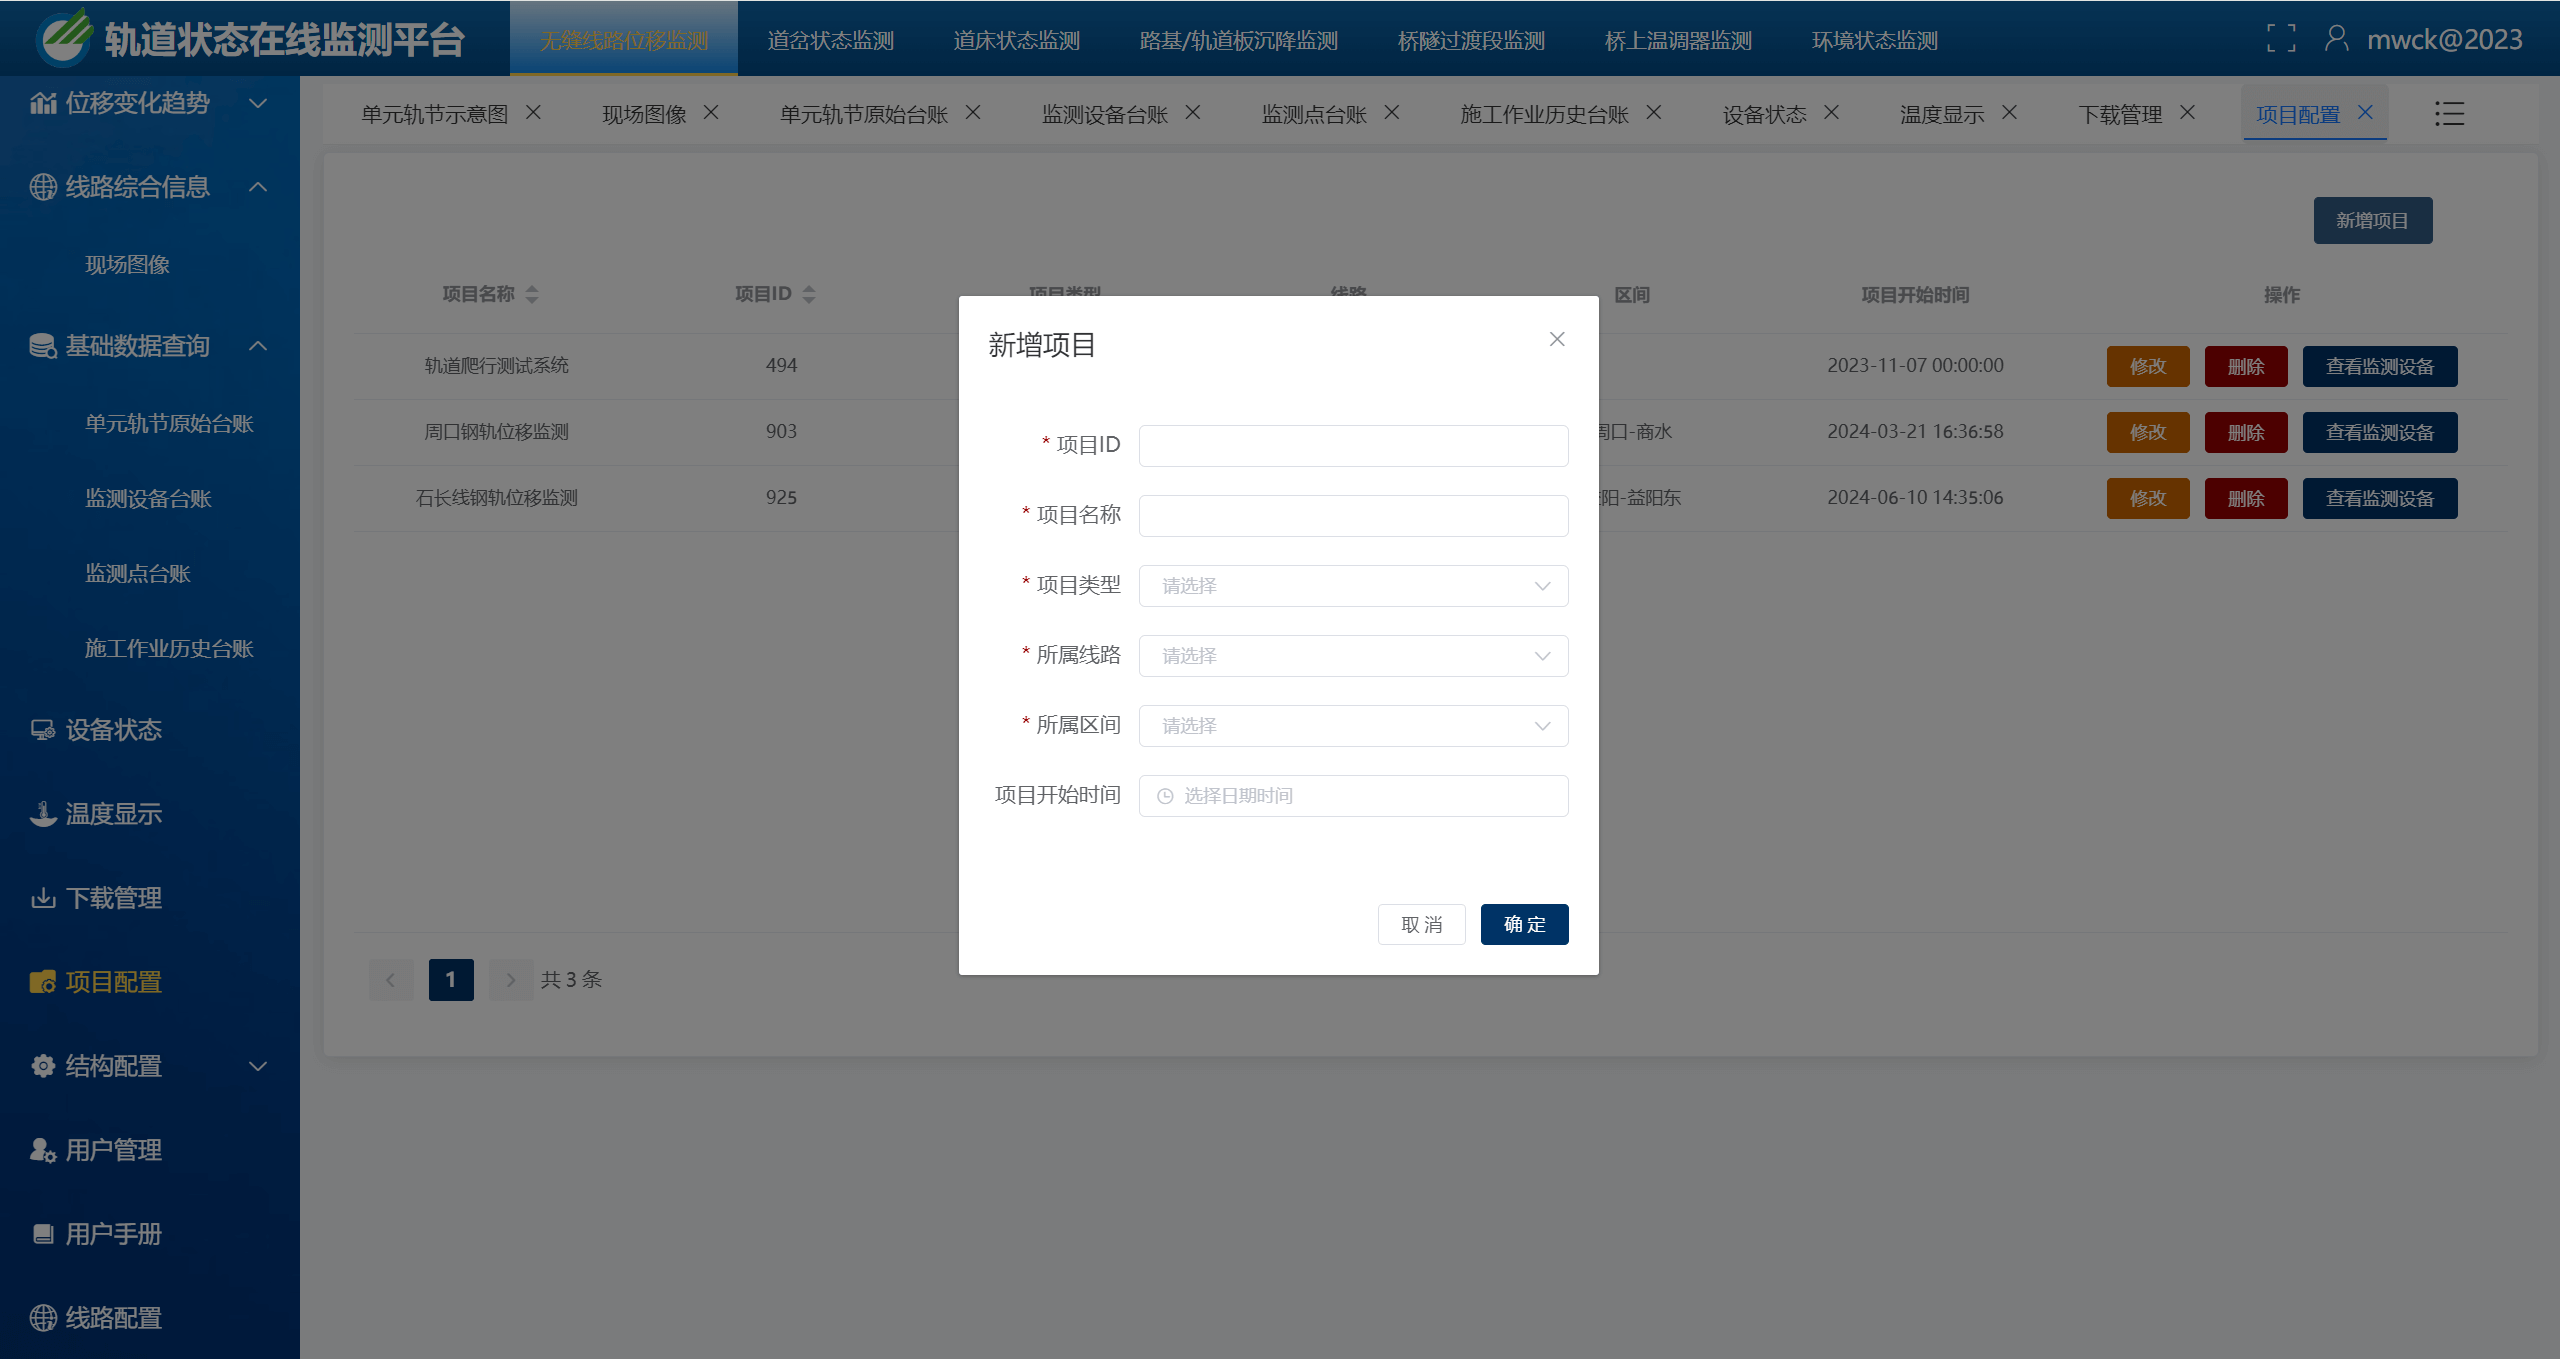 轨道状态在线监测平台 无缝线路位移监测 道岔状态监测 道床状态监测 路基/轨道板沉降监测 桥隧过渡段监测 桥上温调器监测 环境状态监测 mwck@2023
位移变化趋势
线路综合信息
现场图像
基础数据查询
单元轨节原始台账
监测设备台账
监测点台账
施工作业历史台账
设备状态
温度显示
下载管理
项目配置
结构配置
用户管理
用户手册
线路配置
单元轨节示意图 现场图像 单元轨节原始台账 监测设备台账 监测点台账 施工作业历史台账 设备状态 温度显示 下载管理 项目配置
新增项目
项目名称 项目ID 项目类型 线路 区间 项目开始时间 操作
轨道爬行测试系统 494 2023-11-07 00:00:00 修改 删除 查看监测设备
周口钢轨位移监测 903 周口-商水 2024-03-21 16:36:58 修改 删除 查看监测设备
石长线钢轨位移监测 925 阳-益阳东 2024-06-10 14:35:06 修改 删除 查看监测设备
1 共 3 条
新增项目
* 项目ID
* 项目名称
* 项目类型 请选择
* 所属线路 请选择
* 所属区间 请选择
项目开始时间 选择日期时间
取消 确定